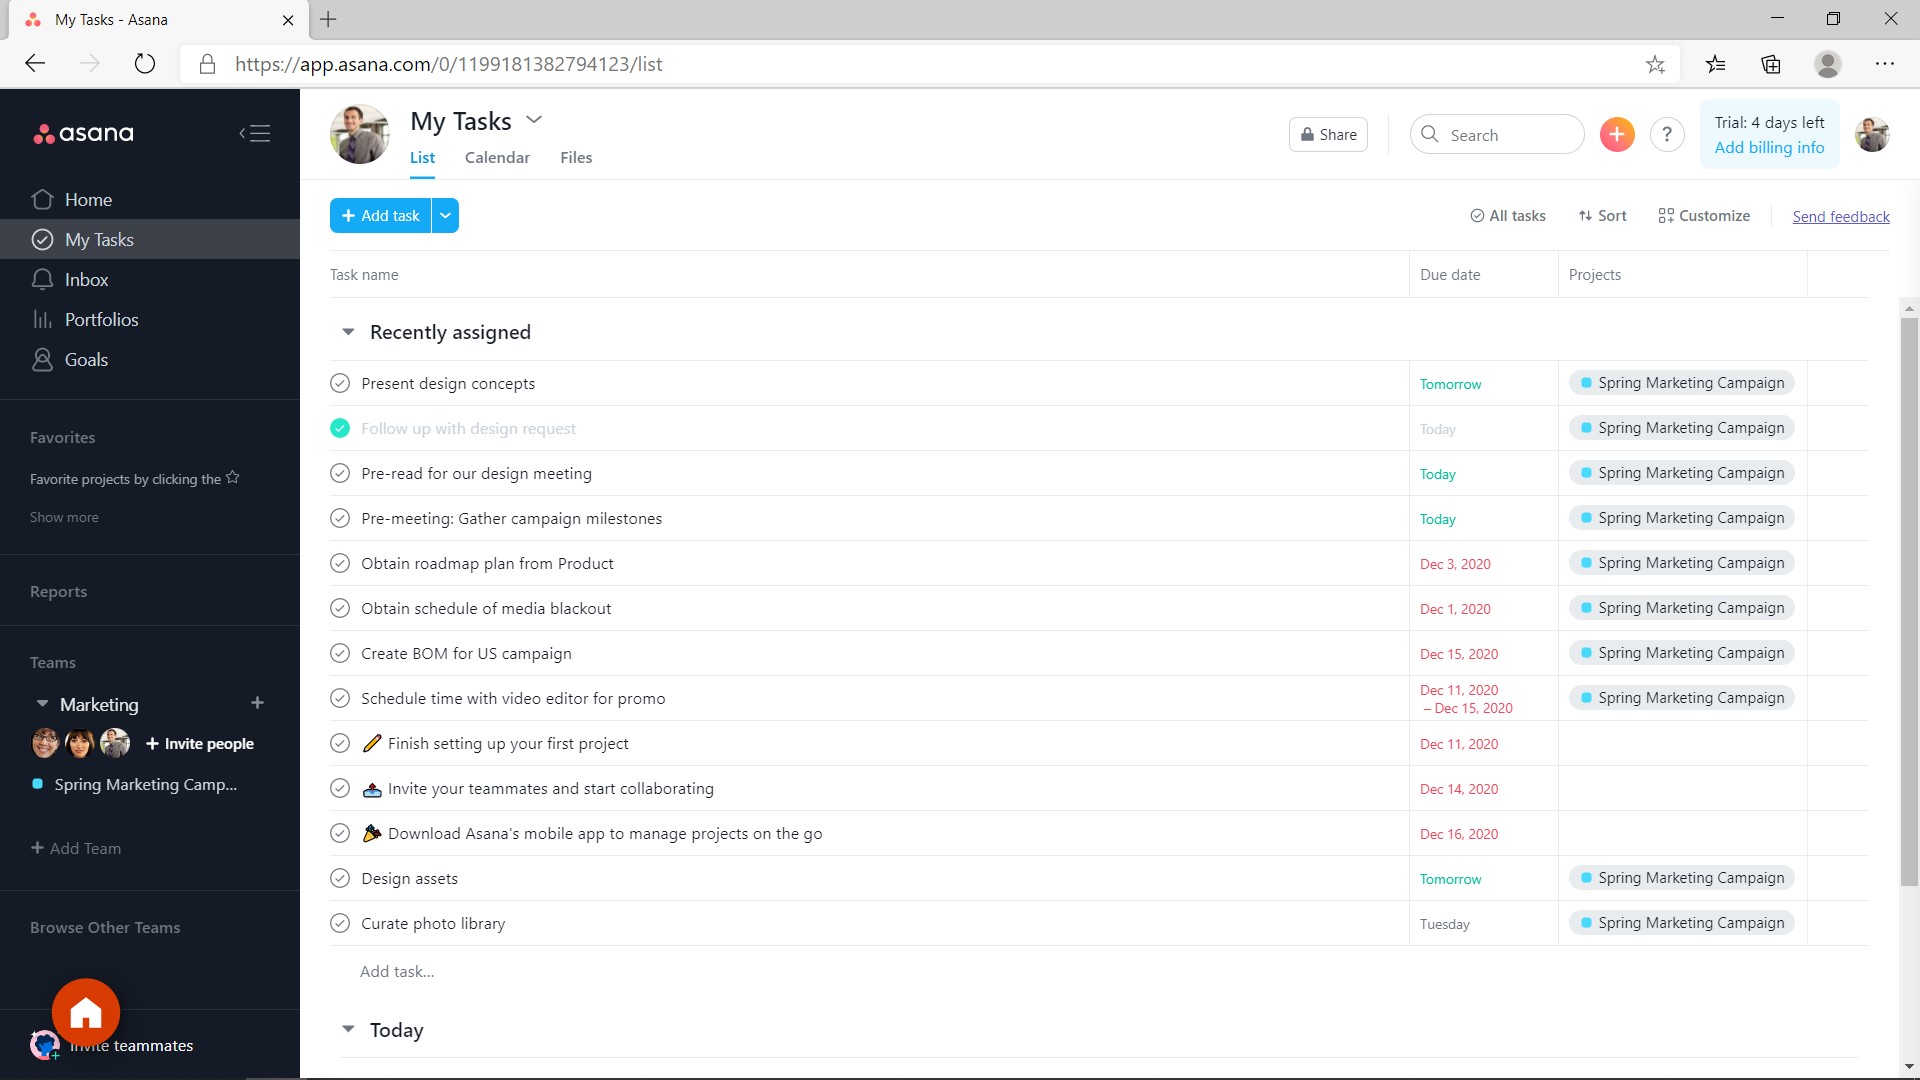 My Tasks - Asana
https://app.asana.com/0/1199181382794123/list
asana
Home
My Tasks
Inbox
Portfolios
Goals
Favorites
Favorite projects by clicking the
Show more
Reports
Teams
Marketing
Invite people
Spring Marketing Camp...
Add Team
Browse Other Teams
Invite teammates
My Tasks
List Calendar Files
Share
Search
?
Trial: 4 days left
Add billing info
Add task
All tasks Sort Customize Send feedback
Task name Due date Projects
Recently assigned
Present design concepts Tomorrow Spring Marketing Campaign
Follow up with design request Today Spring Marketing Campaign
Pre-read for our design meeting Today Spring Marketing Campaign
Pre-meeting: Gather campaign milestones Today Spring Marketing Campaign
Obtain roadmap plan from Product Dec 3, 2020 Spring Marketing Campaign
Obtain schedule of media blackout Dec 1, 2020 Spring Marketing Campaign
Create BOM for US campaign Dec 15, 2020 Spring Marketing Campaign
Schedule time with video editor for promo Dec 11, 2020 – Dec 15, 2020 Spring Marketing Campaign
Finish setting up your first project Dec 11, 2020
Invite your teammates and start collaborating Dec 14, 2020
Download Asana's mobile app to manage projects on the go Dec 16, 2020
Design assets Tomorrow Spring Marketing Campaign
Curate photo library Tuesday Spring Marketing Campaign
Add task...
Today